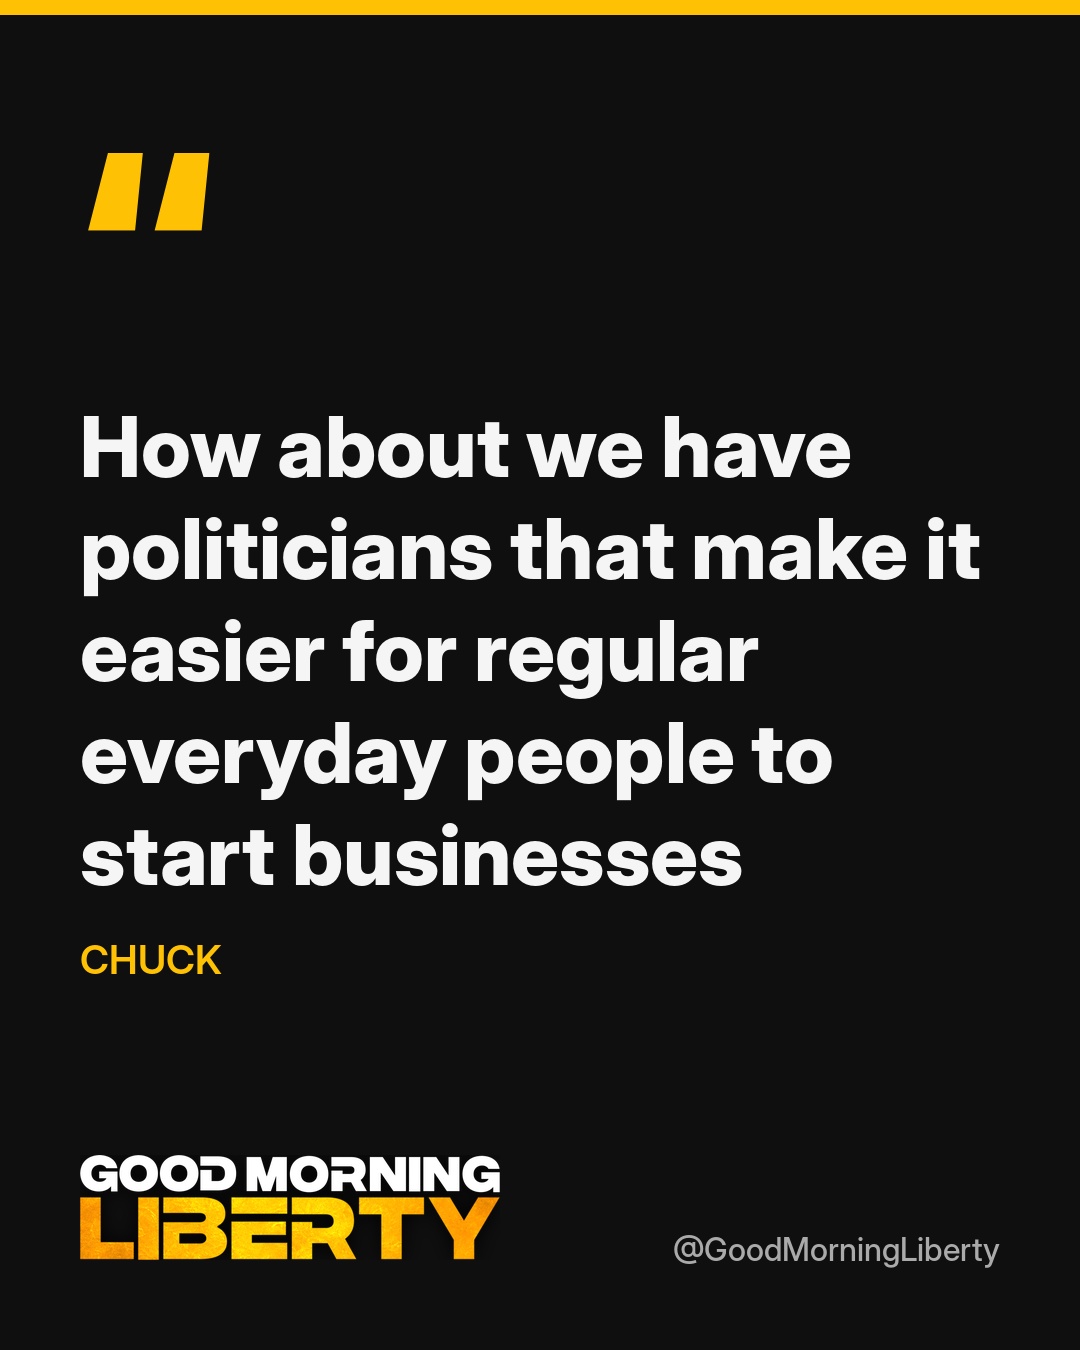 "
How about we have
politicians that make it
easier for regular
everyday people to
start businesses
CHUCK
GOOD MORNING
LIBERTY
@GoodMorningLiberty